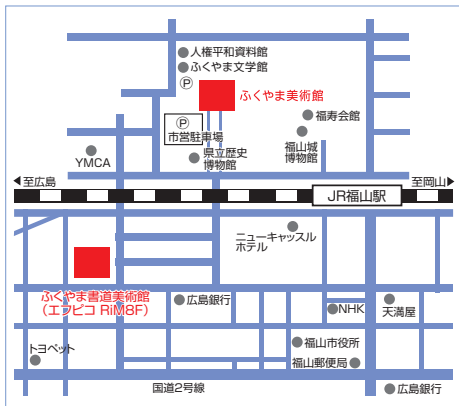 人権平和資料館
ふくやま文学館
P
ふくやま美術館
P
市営駐車場
福寿会館
福山城
博物館
YMCA
県立歴史
博物館
至広島
至岡山
JR福山駅
ニューキャッスル
ホテル
ふくやま書道美術館
(エフピコ RiM8F)
広島銀行
NHK
天満屋
トヨペット
福山市役所
福山郵便局
国道2号線
広島銀行